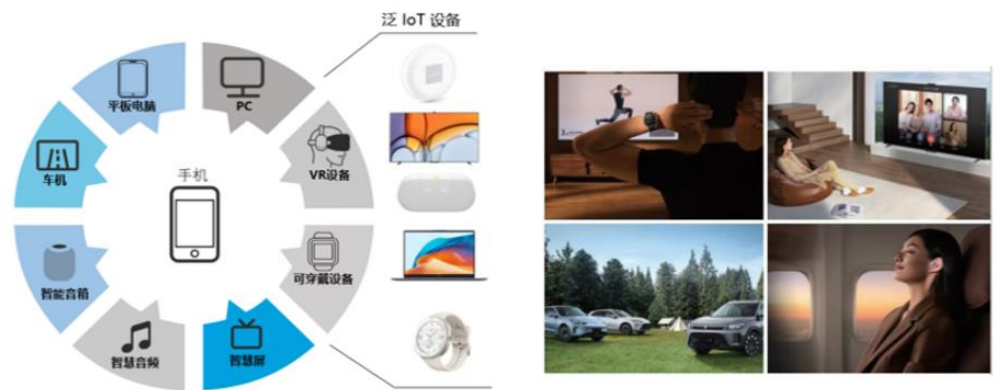 泛 IoT 设备
平板电脑
PC
车机
VR设备
手机
智能音箱
可穿戴设备
智慧音频
智慧屏